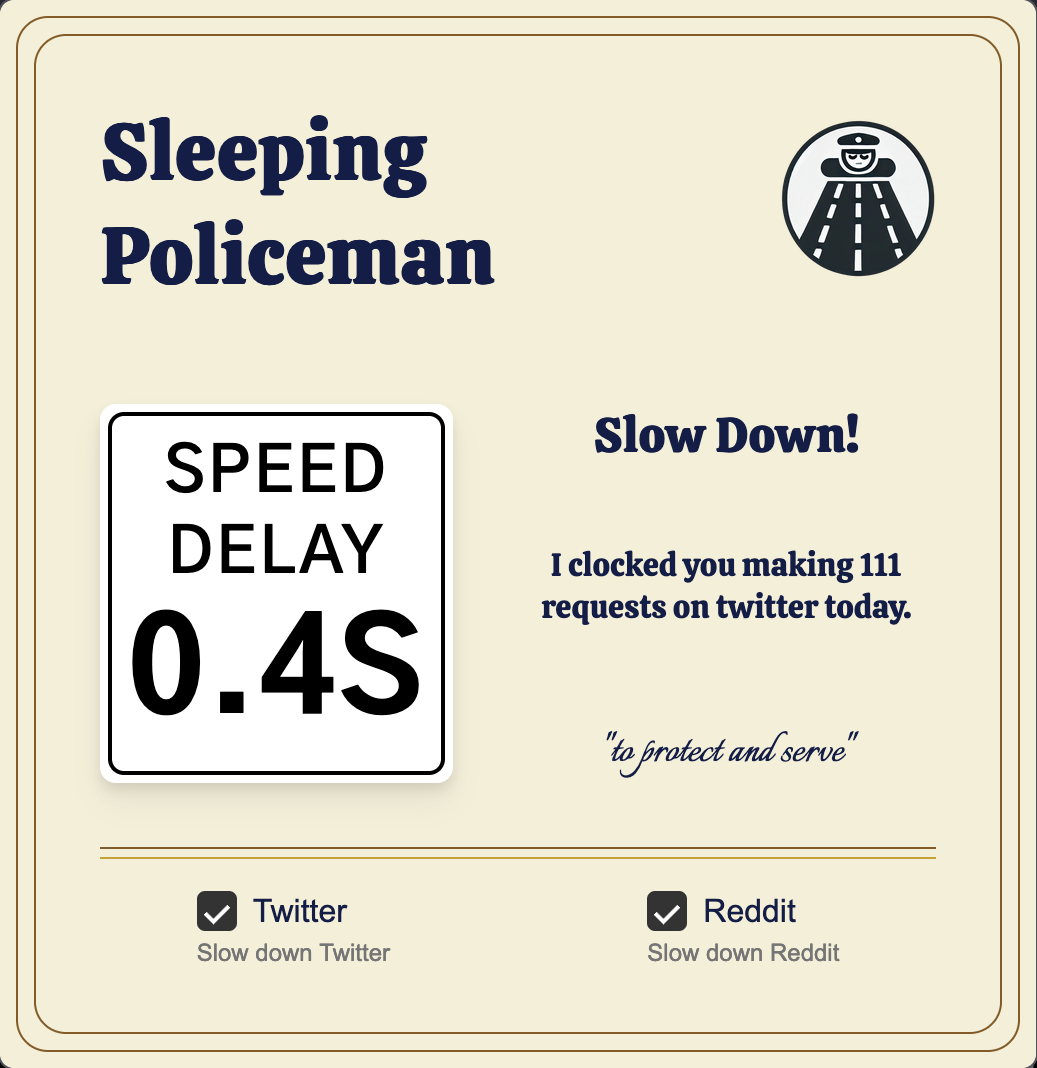 Sleeping
Policeman
SPEED
DELAY
0.4S
Slow Down!
I clocked you making 111
requests on twitter today.
"to protect and serve"
Twitter
Slow down Twitter
Reddit
Slow down Reddit